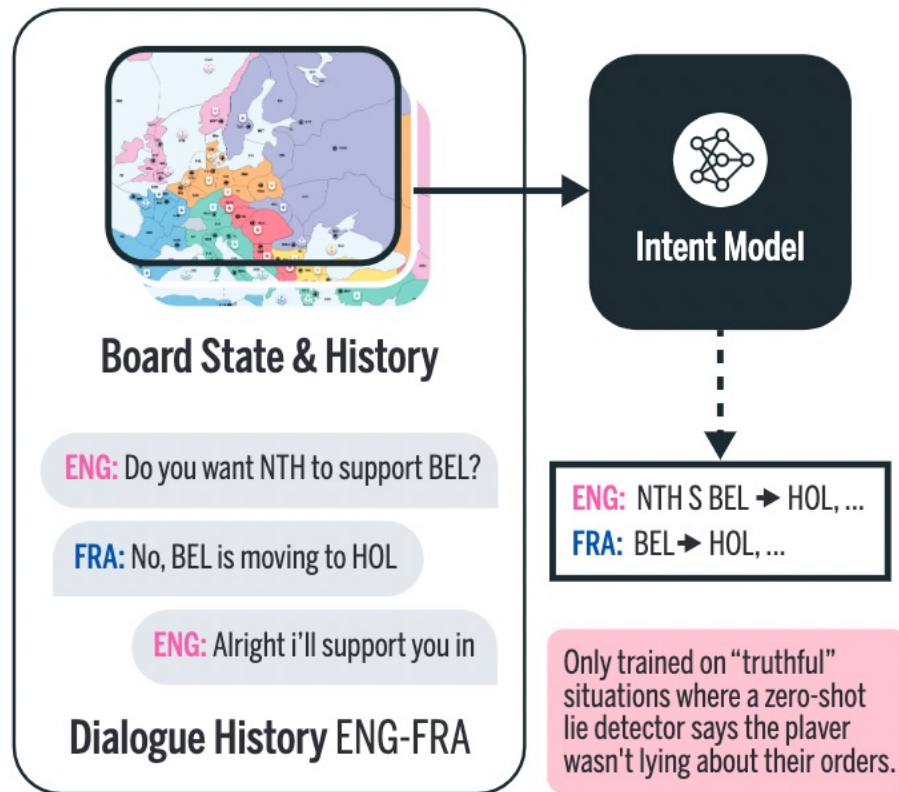 Board State & History
ENG: Do you want NTH to support BEL?
FRA: No, BEL is moving to HOL
ENG: Alright i'll support you in
Dialogue History ENG-FRA
Intent Model
ENG: NTH S BEL → HOL, ...
FRA: BEL → HOL, ...
Only trained on “truthful”
situations where a zero-shot
lie detector says the player
wasn't lying about their orders.